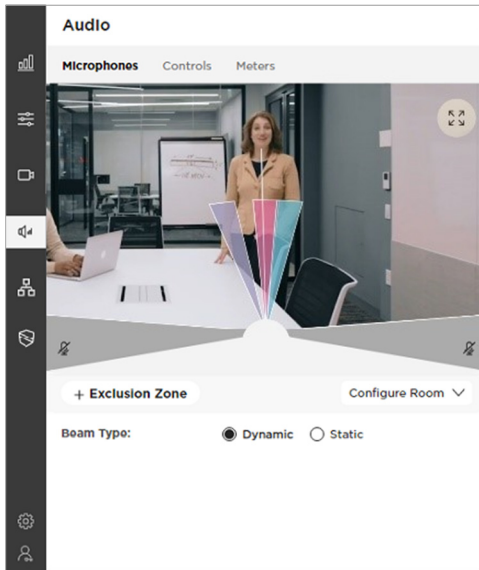 Audio
Microphones Controls Meters
+ Exclusion Zone Configure Room
Beam Type: Dynamic Static